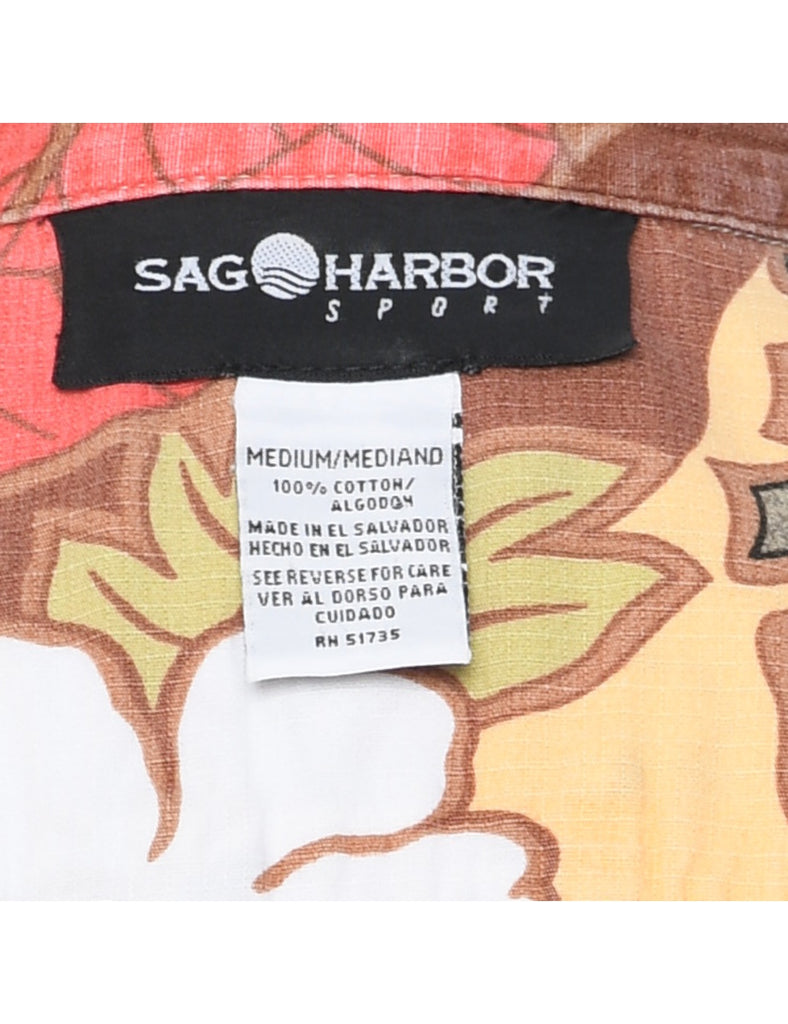 SAG HARBOR
SPORT
MEDIUM/MEDIANO
100% COTTON/
ALGODON
MADE IN EL SALVADOR
HECHO EN EL SALVADOR
SEE REVERSE FOR CARE
VER AL DORSO PARA
CUIDADO
RN 51735